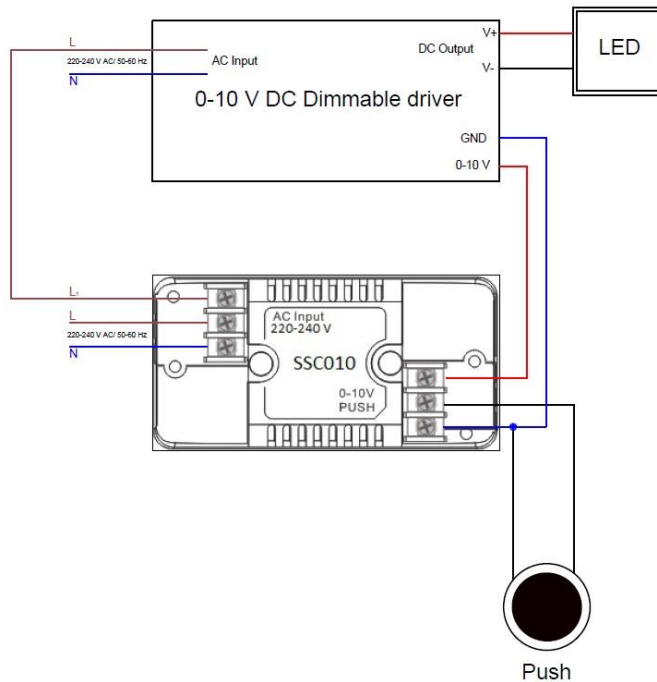 L
220-240 V AC/ 50-60 Hz
N
AC Input
DC Output
V+
V-
LED
0-10 V DC Dimmable driver
GND
0-10 V
L₁
L
220-240 V AC/ 50-60 Hz
N
AC Input
220-240 V
SSC010
0-10V
PUSH
Push